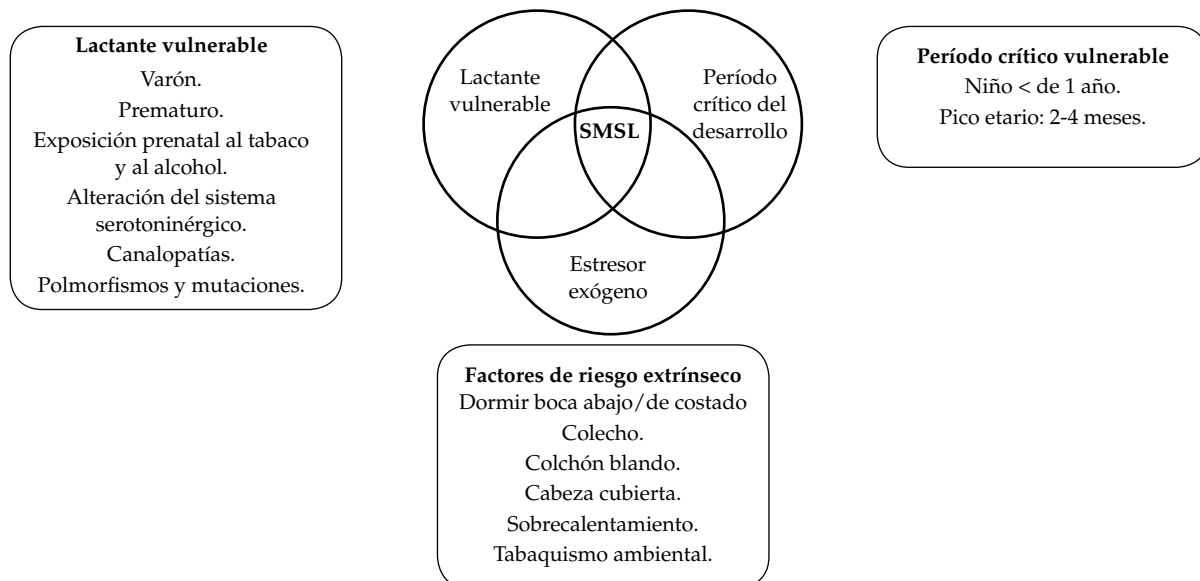 Lactante vulnerable
Varón.
Prematuro.
Exposición prenatal al tabaco
y al alcohol.
Alteración del sistema
serotoninérgico.
Canalopatías.
Polmorfismos y mutaciones.
Lactante
vulnerable
Período
crítico del
desarrollo
SMSL
Estresor
exógeno
Período crítico vulnerable
Niño < de 1 año.
Pico etario: 2-4 meses.
Factores de riesgo extrínseco
Dormir boca abajo/de costado
Colecho.
Colchón blando.
Cabeza cubierta.
Sobrecalentamiento.
Tabaquismo ambiental.